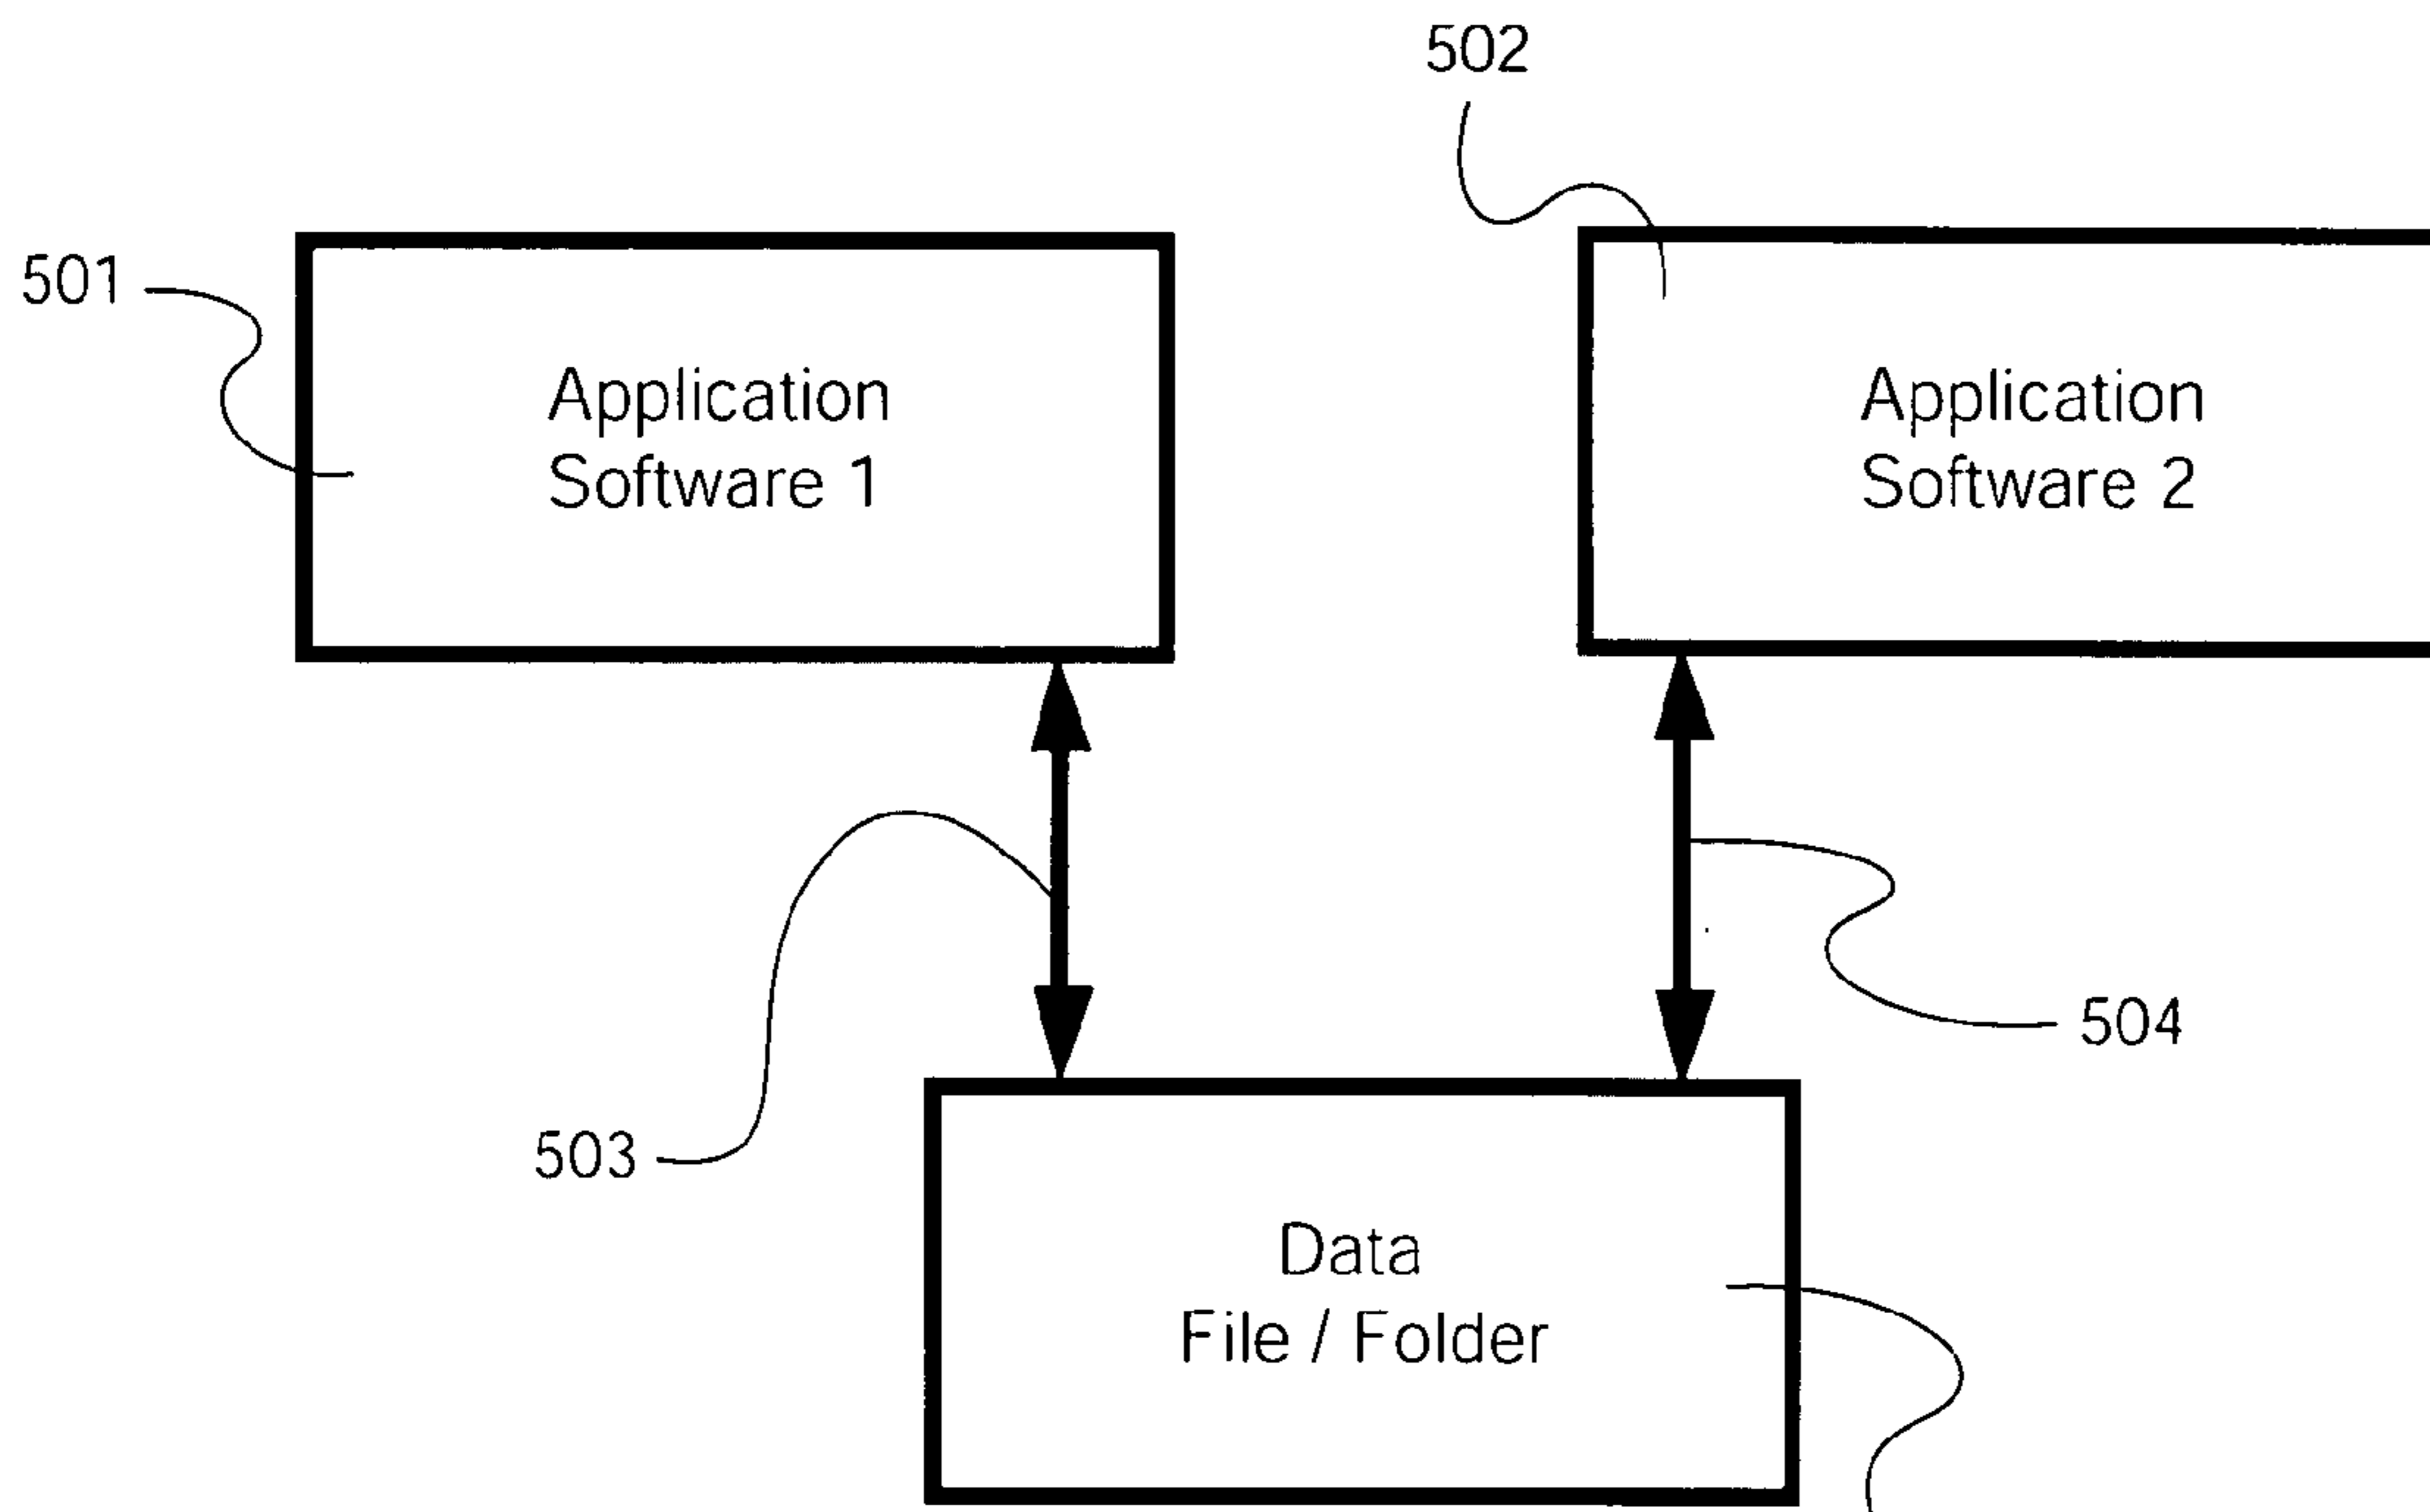 502
501
Application
Software 1
Application
Software 2
504
503
Data
File / Folder